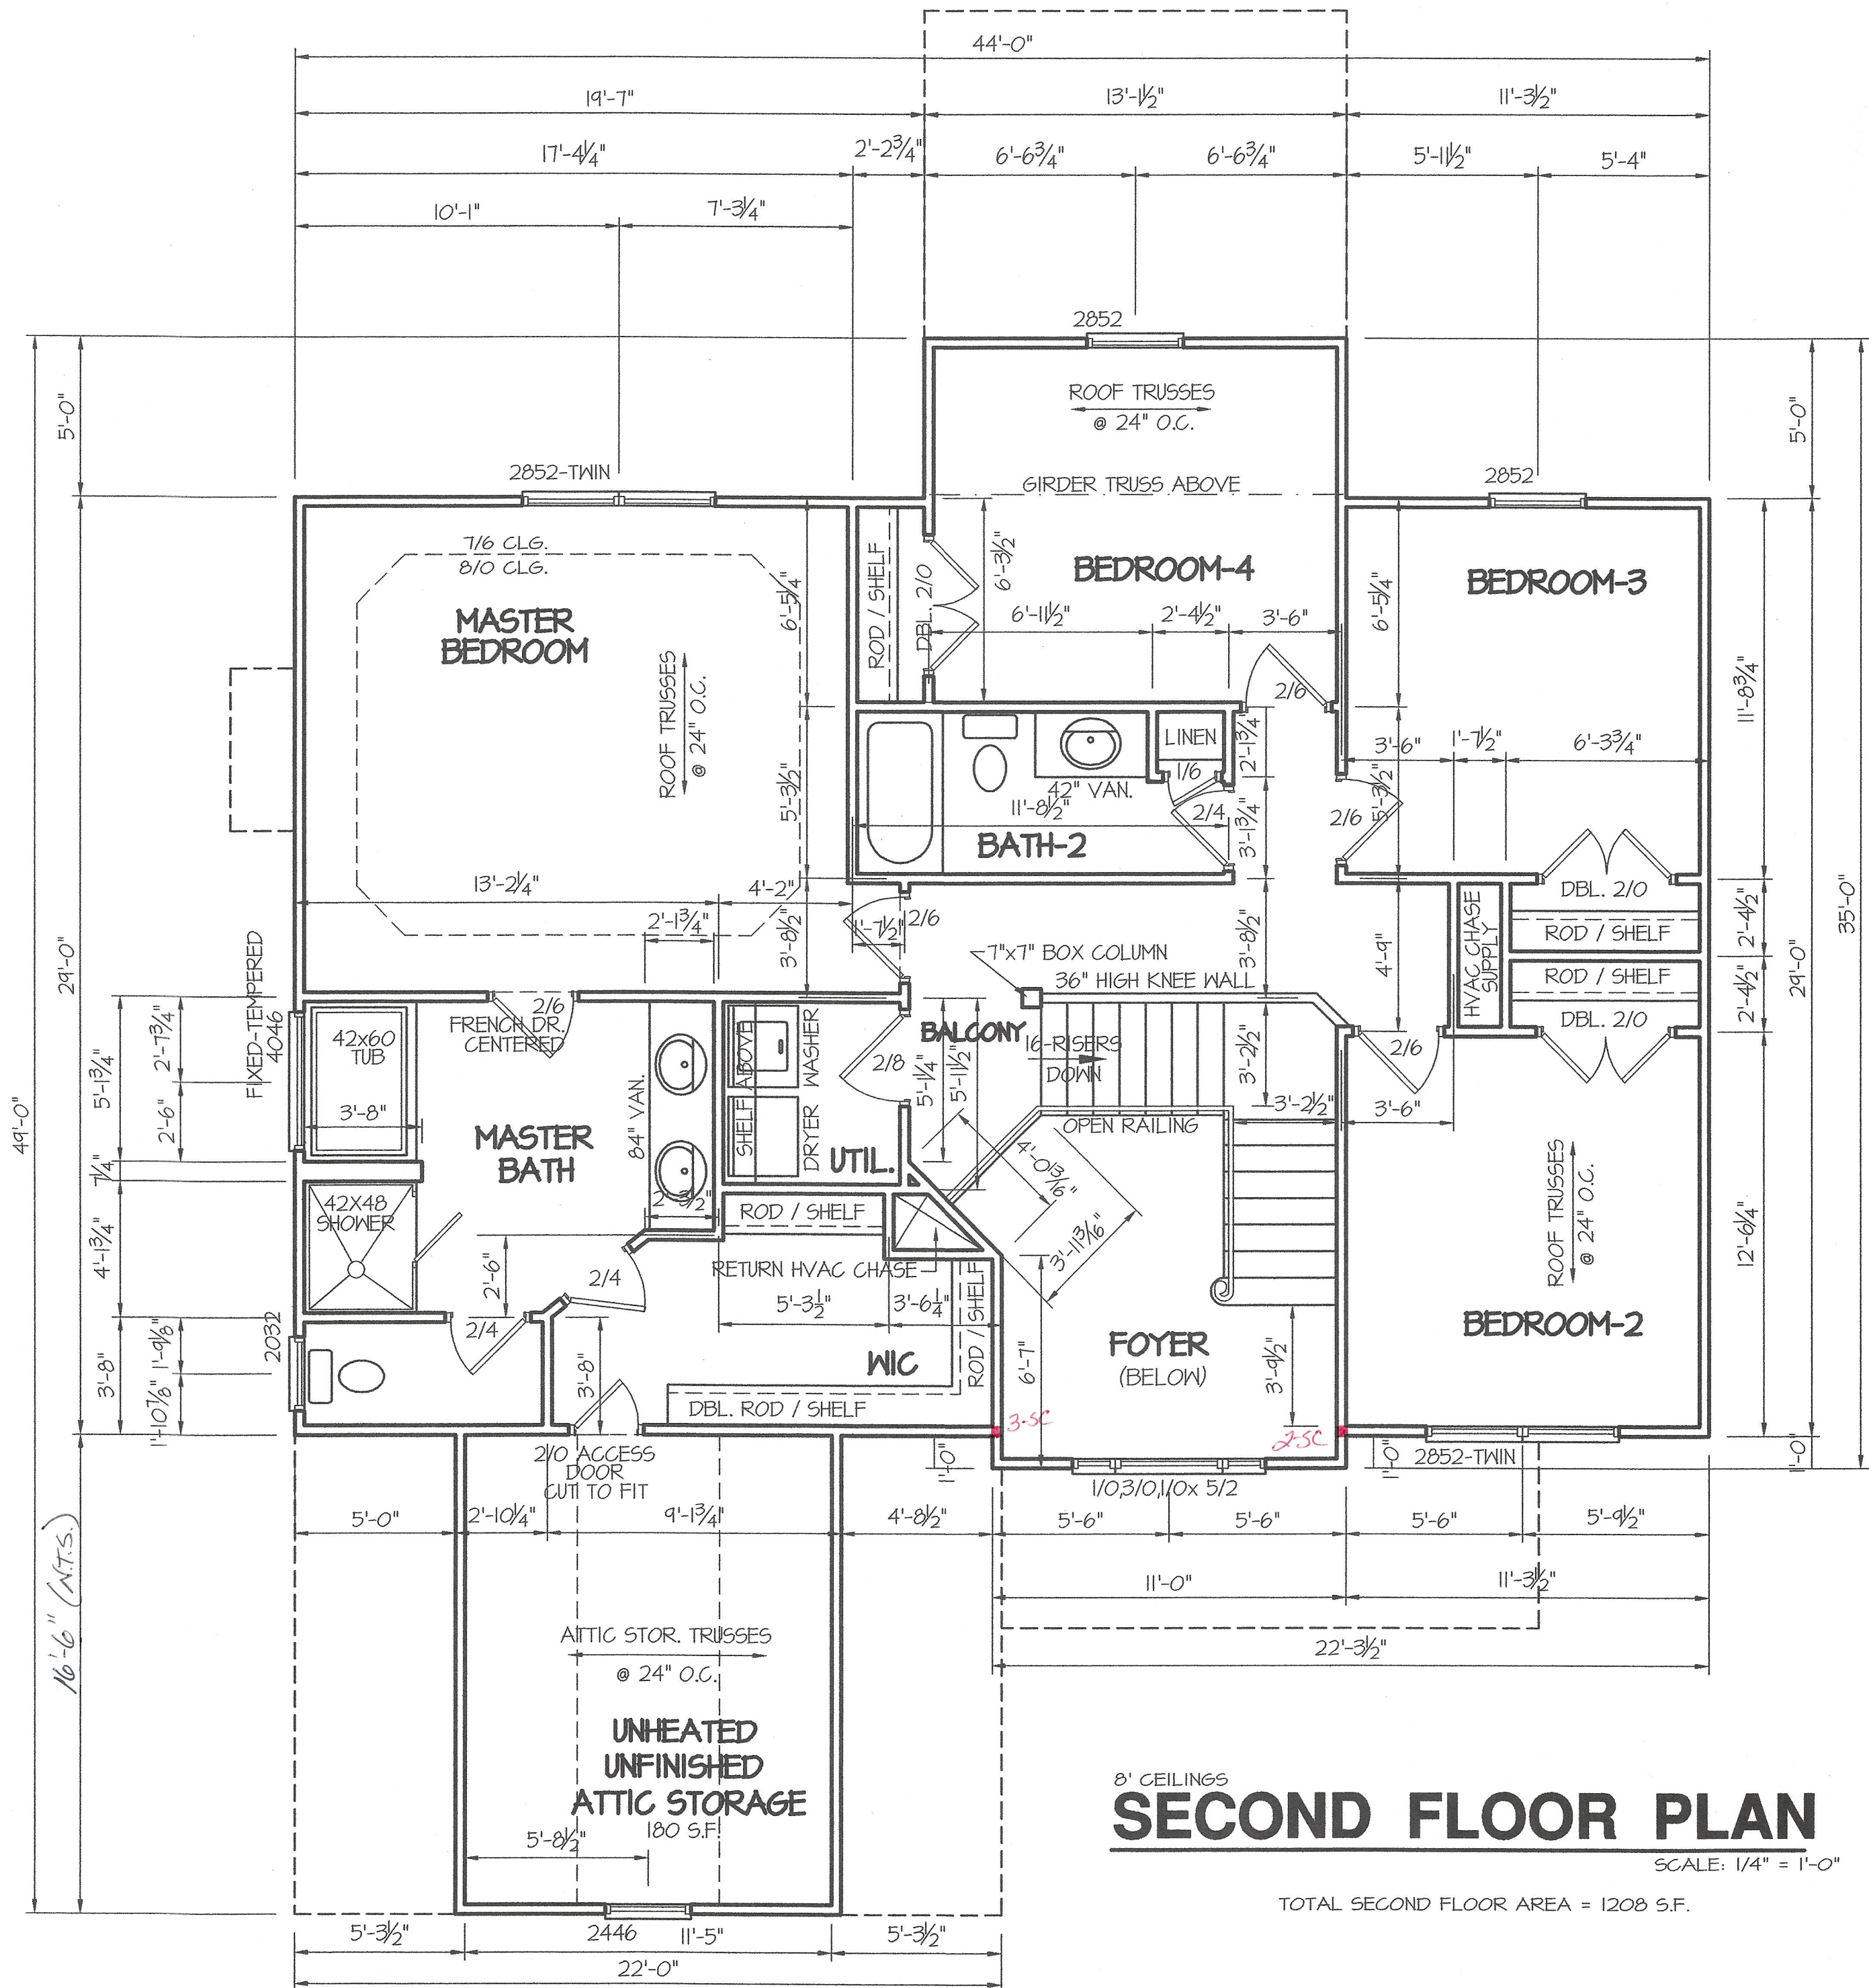 44'-0"
19'-7"
13'-1½"
11'-3½"
17'-4¼"
2'-2¾"
6'-6¾"
6'-6¾"
5'-11½"
5'-4"
10'-1"
7'-3¼"
2852
5'-0"
ROOF TRUSSES
@ 24" O.C.
5'-0"
2852-TWIN
GIRDER TRUSS ABOVE
2852
7/6 CLG.
8/0 CLG.
MASTER
BEDROOM
6'-5¼"
ROD / SHELF
DBL. 2/0
6'-3½"
BEDROOM-4
6'-5¼"
BEDROOM-3
6'-11½"
2'-4½"
3'-6"
ROOF TRUSSES
@ 24" O.C.
2/6
11'-8¾"
LINEN
1/6
2'-1¾"
3'-6"
1'-7½"
6'-3¾"
5'-3½"
42" VAN.
11'-8½"
2/4
3'-1¾"
2/6
5'-3½"
BATH-2
13'-2¼"
4'-2"
2'-1¾"
1'-7½"
2/6
3'-8½"
3'-8½"
4'-9"
HVAC CHASE
SUPPLY
DBL. 2/0
ROD / SHELF
2'-4½"
35'-0"
29'-0"
29'-0"
7"x7" BOX COLUMN
36" HIGH KNEE WALL
ROD / SHELF
DBL. 2/0
2'-4½"
FIXED-TEMPERED
4046
2/6
FRENCH DR.
CENTERED
42x60
TUB
3'-8"
2'-7¾"
5'-1¾"
2'-6"
84" VAN.
SHELF ABOVE
WASHER
DRYER
2/8
BALCONY
5'-1¼
5'-11½"
16-RISERS
DOWN
3'-2½"
2/6
3'-2½"
3'-6"
OPEN RAILING
49'-0"
MASTER
BATH
UTIL.
7¼"
42X48
SHOWER
2'-3½"
ROD / SHELF
4'-0 13/16"
3'-11 13/16"
ROOF TRUSSES
@ 24" O.C.
12'-6¼"
4'-1¾"
2'-6"
2/4
RETURN HVAC CHASE
5'-3½"
3'-6¼"
ROD / SHELF
2032
2/4
1'-9⅛"
3'-8"
1'-10⅞"
3'-8"
WIC
DBL. ROD / SHELF
6'-7"
FOYER
(BELOW)
3'-9½"
BEDROOM-2
3-SC
2-SC
2/0 ACCESS
DOOR
CUT TO FIT
1'-0"
1/0,3/0,1/0x 5/2
1'-0"
2852-TWIN
1'-0"
5'-0"
2'-10¼"
9'-1¾"
4'-8½"
5'-6"
5'-6"
5'-6"
5'-9½"
11'-0"
11'-3½"
22'-3½"
16'-6" (N.T.S.)
ATTIC STOR. TRUSSES
@ 24" O.C.
UNHEATED
UNFINISHED
ATTIC STORAGE
180 S.F.
5'-8½"
8' CEILINGS
SECOND FLOOR PLAN
SCALE: 1/4" = 1'-0"
TOTAL SECOND FLOOR AREA = 1208 S.F.
5'-3½"
2446
11'-5"
5'-3½"
22'-0"